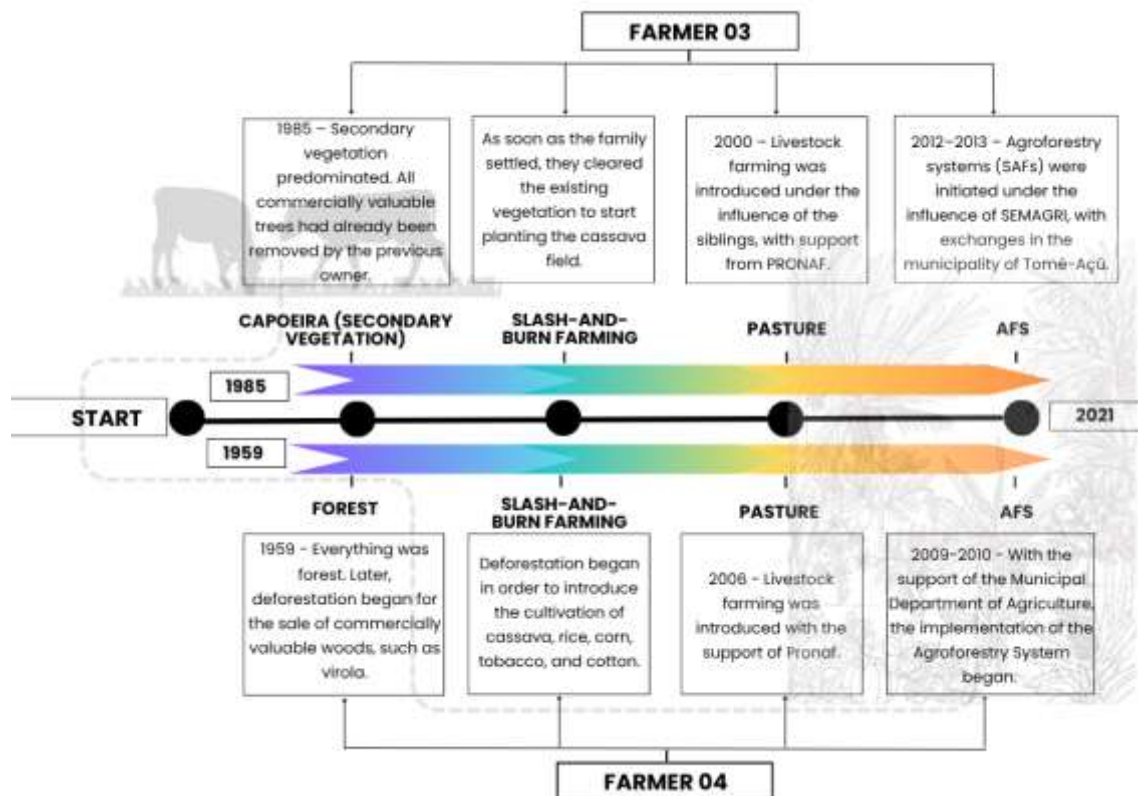 FARMER 03
1985 – Secondary
vegetation
predominated. All
commercially valuable
trees had already been
removed by the previous
owner.
As soon as the family
settled, they cleared
the existing
vegetation to start
planting the cassava
field.
2000 – Livestock
farming was
introduced under the
influence of the
siblings, with support
from PRONAF.
2012–2013 – Agroforestry
systems (SAFs) were
initiated under the
influence of SEMAGRI, with
exchanges in the
municipality of Tomé-Açú.
CAPOEIRA (SECONDARY
VEGETATION)
SLASH-AND-
BURN FARMING
PASTURE
AFS
1985
START
2021
1959
FOREST
SLASH-AND-
BURN FARMING
PASTURE
AFS
1959 - Everything was
forest. Later,
deforestation began for
the sale of commercially
valuable woods, such as
virola.
Deforestation began
in order to introduce
the cultivation of
cassava, rice, corn,
tobacco, and cotton.
2006 - Livestock
farming was
introduced with the
support of Pronaf.
2009-2010 - With the
support of the Municipal
Department of Agriculture,
the implementation of the
Agroforestry System
began.
FARMER 04